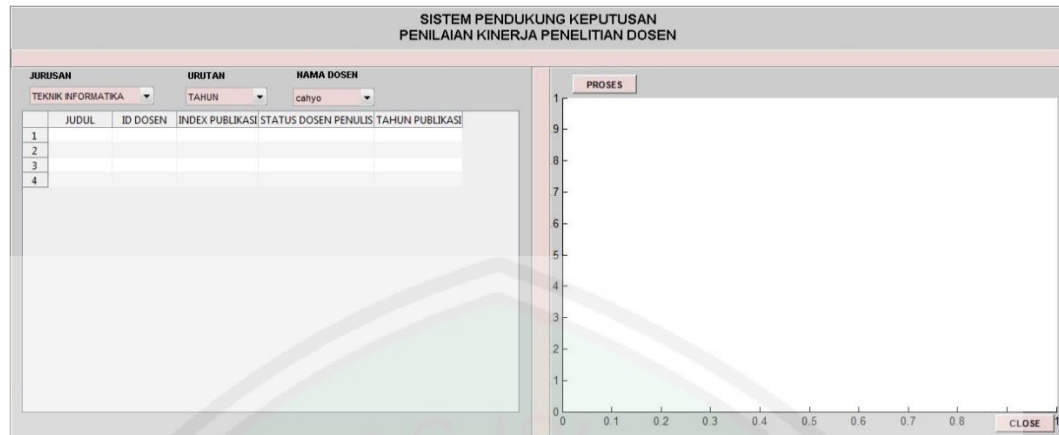 SISTEM PENDUKUNG KEPUTUSAN
PENILAIAN KINERJA PENELITIAN DOSEN
JURUSAN URUTAN NAMA DOSEN
TEKNIK INFORMATIKA TAHUN cahyo
JUDUL ID DOSEN INDEX PUBLIKASI STATUS DOSEN PENULIS TAHUN PUBLIKASI
1
2
3
4
PROSES
1
.9
.8
.7
.6
.5
.4
.3
.2
.1
0
0 0.1 0.2 0.3 0.4 0.5 0.6 0.7 0.8 1
CLOSE